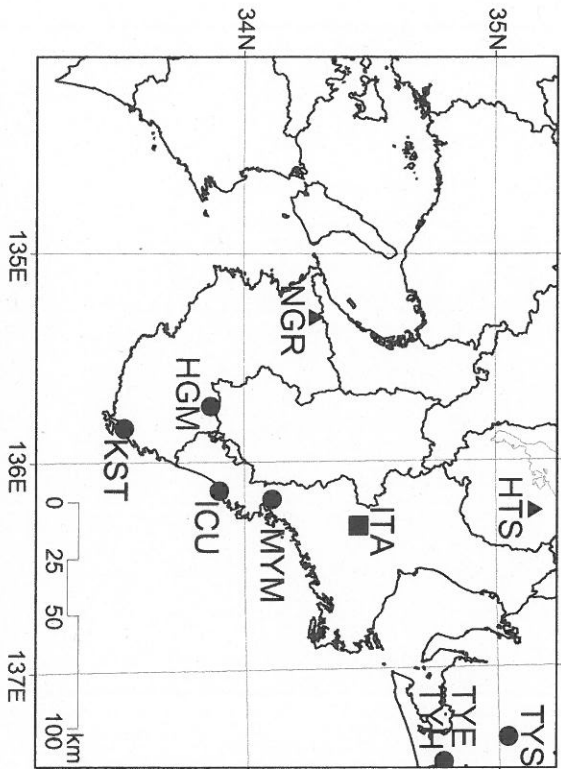 35N
34N
135E
136E
137E
TYS
TYE
TYH
HTS
ITA
MYM
ICU
KST
HGM
NGR
0
25
50
100
km